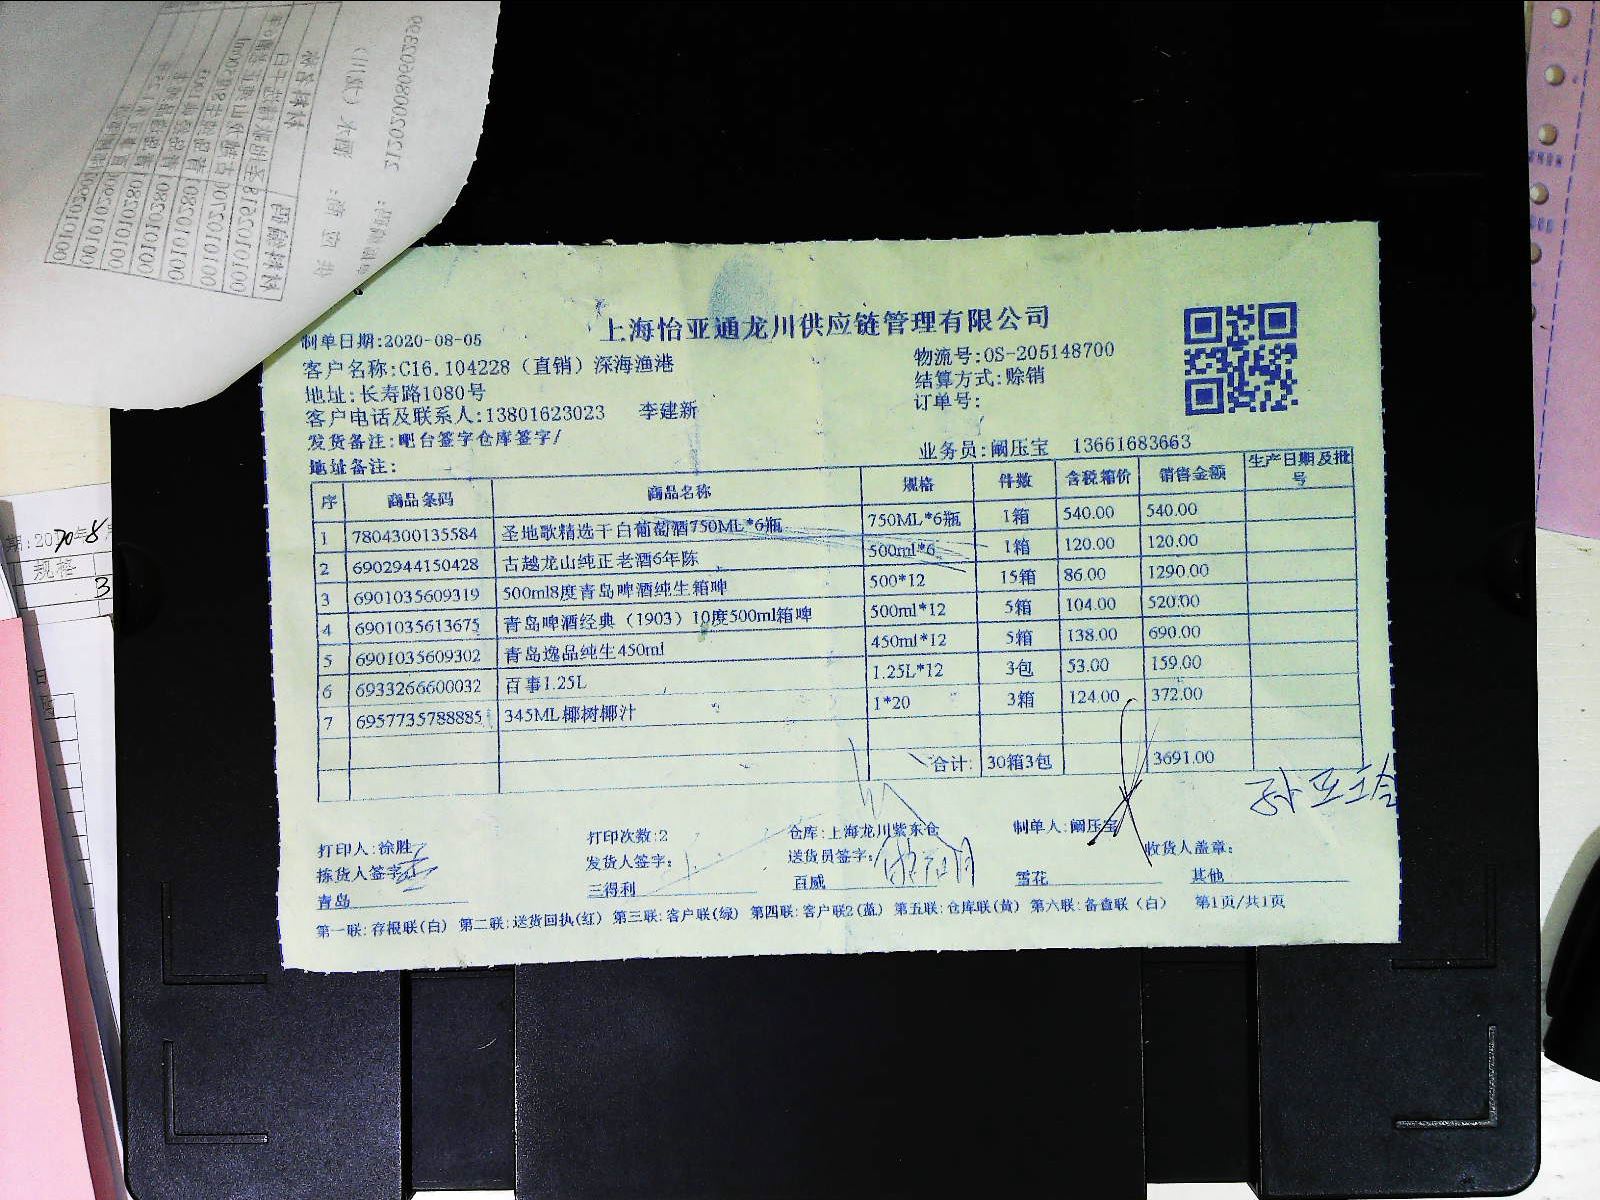 上海怡亚通龙川供应链管理有限公司
制单日期:2020-08-05
客户名称:C16.104228（直销）深海渔港
物流号:OS-205148700
地址:长寿路1080号
结算方式:赊销
客户电话及联系人:13801623023 李建新
订单号:
发货备注:吧台签字仓库签字/
业务员:阚压宝 13661683663
地址备注:
序 商品条码 商品名称 规格 件数 含税箱价 销售金额 生产日期及批号
1 7804300135584 圣地歌精选干白葡萄酒750ML*6瓶 750ML*6瓶 1箱 540.00 540.00
2 6902944150428 古越龙山纯正老酒6年陈 500ml*6 1箱 120.00 120.00
3 6901035609319 500ml8度青岛啤酒纯生箱啤 500*12 15箱 86.00 1290.00
4 6901035613675 青岛啤酒经典（1903）10度500ml箱啤 500ml*12 5箱 104.00 520.00
5 6901035609302 青岛逸品纯生450ml 450ml*12 5箱 138.00 690.00
6 6933266600032 百事1.25L 1.25L*12 3包 53.00 159.00
7 6957735788885 345ML椰树椰汁 1*20 3箱 124.00 372.00
合计: 30箱3包 3691.00
打印人:徐胜 打印次数:2 仓库:上海龙川紫东仓 制单人:阚压宝
拣货人签字: 发货人签字: 送货员签字: 收货人盖章:
青岛 三得利 百威 雪花 其他
第一联:存根联(白) 第二联:送货回执(红) 第三联:客户联(绿) 第四联:客户联2(蓝) 第五联:仓库联(黄) 第六联:备查联(白) 第1页/共1页
规格
3